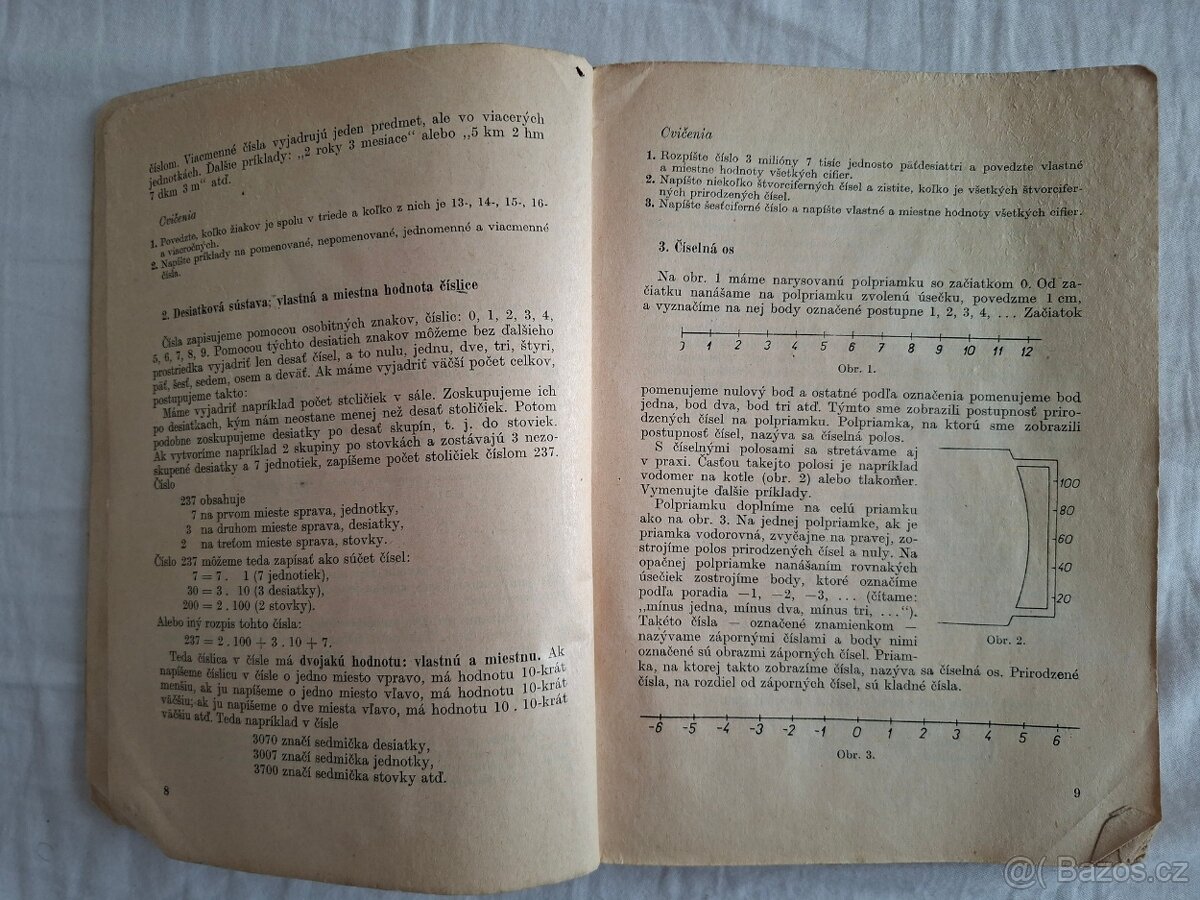 číslom. Viacmenné čísla vyjadrujú jeden predmet, ale vo viacerých
jednotkách. Ďalšie príklady: „2 roky 3 mesiace“ alebo „5 km 2 hm
7 dkm 3 m“ atď.
Cvičenia
1. Povedzte, koľko žiakov je spolu v triede a koľko z nich je 13-, 14-, 15-, 16-
a viacročných.
2. Napíšte príklady na pomenované, nepomenované, jednomenné a viacmenné
čísla.
2. Desiatková sústava; vlastná a miestna hodnota číslice
Čísla zapisujeme pomocou osobitných znakov, číslic: 0, 1, 2, 3, 4,
5, 6, 7, 8, 9. Pomocou týchto desiatich znakov môžeme bez ďalšieho
prostriedka vyjadriť len desať čísel, a to nulu, jednu, dve, tri, štyri,
päť, šesť, sedem, osem a deväť. Ak máme vyjadriť väčší počet celkov,
postupujeme takto:
Máme vyjadriť napríklad počet stoličiek v sále. Zoskupujeme ich
po desiatkach, kým nám neostane menej než desať stoličiek. Potom
podobne zoskupujeme desiatky po desať skupín, t. j. do stoviek.
Ak vytvoríme napríklad 2 skupiny po stovkách a zostávajú 3 nezo-
skupené desiatky a 7 jednotiek, zapíšeme počet stoličiek číslom 237.
Číslo
237 obsahuje
7 na prvom mieste sprava, jednotky,
3 na druhom mieste sprava, desiatky,
2 na treťom mieste sprava, stovky.
Číslo 237 môžeme teda zapísať ako súčet čísel:
7 = 7 . 1 (7 jednotiek),
30 = 3 . 10 (3 desiatky),
200 = 2 . 100 (2 stovky).
Alebo iný rozpis tohto čísla:
237 = 2 . 100 + 3 . 10 + 7.
Teda číslica v čísle má dvojakú hodnotu: vlastnú a miestnu. Ak
napíšeme číslicu v čísle o jedno miesto vpravo, má hodnotu 10-krát
menšiu, ak ju napíšeme o jedno miesto vľavo, má hodnotu 10-krát
väčšiu; ak ju napíšeme o dve miesta vľavo, má hodnotu 10 . 10-krát
väčšiu atď. Teda napríklad v čísle
3070 značí sedmička desiatky,
3007 značí sedmička jednotky,
3700 značí sedmička stovky atď.
8
Cvičenia
1. Rozpíšte číslo 3 milióny 7 tisíc jednosto päťdesiattri a povedzte vlastné
a miestne hodnoty všetkých cifier.
2. Napíšte niekoľko štvorciferných čísel a zistite, koľko je všetkých štvorcifer-
ných prirodzených čísel.
3. Napíšte šesťciferné číslo a napíšte vlastné a miestne hodnoty všetkých cifier.
3. Číselná os
Na obr. 1 máme narysovanú polpriamku so začiatkom 0. Od za-
čiatku nanášame na polpriamku zvolenú úsečku, povedzme 1 cm,
a vyznačíme na nej body označené postupne 1, 2, 3, 4, ... Začiatok
0 1 2 3 4 5 6 7 8 9 10 11 12
Obr. 1.
pomenujeme nulový bod a ostatné podľa označenia pomenujeme bod
jedna, bod dva, bod tri atď. Týmto sme zobrazili postupnosť priro-
dzených čísel na polpriamku. Polpriamka, na ktorú sme zobrazili
postupnosť čísel, nazýva sa číselná polos.
S číselnými polosami sa stretávame aj
v praxi. Časťou takejto polosi je napríklad
vodomer na kotle (obr. 2) alebo tlakomer.
Vymenujte ďalšie príklady.
Polpriamku doplníme na celú priamku
ako na obr. 3. Na jednej polpriamke, ak je
priamka vodorovná, zvyčajne na pravej, zo-
strojíme polos prirodzených čísel a nuly. Na
opačnej polpriamke nanášaním rovnakých
úsečiek zostrojíme body, ktoré označíme
podľa poradia —1, —2, —3, ... (čítame:
„mínus jedna, mínus dva, mínus tri, ...“).
Takéto čísla — označené znamienkom —
nazývame zápornými číslami a body nimi
označené sú obrazmi záporných čísel. Priam-
ka, na ktorej takto zobrazíme čísla, nazýva sa číselná os. Prirodzené
čísla, na rozdiel od záporných čísel, sú kladné čísla.
100
80
60
40
20
Obr. 2.
-6 -5 -4 -3 -2 -1 0 1 2 3 4 5 6
Obr. 3.
9
Bazoš.cz